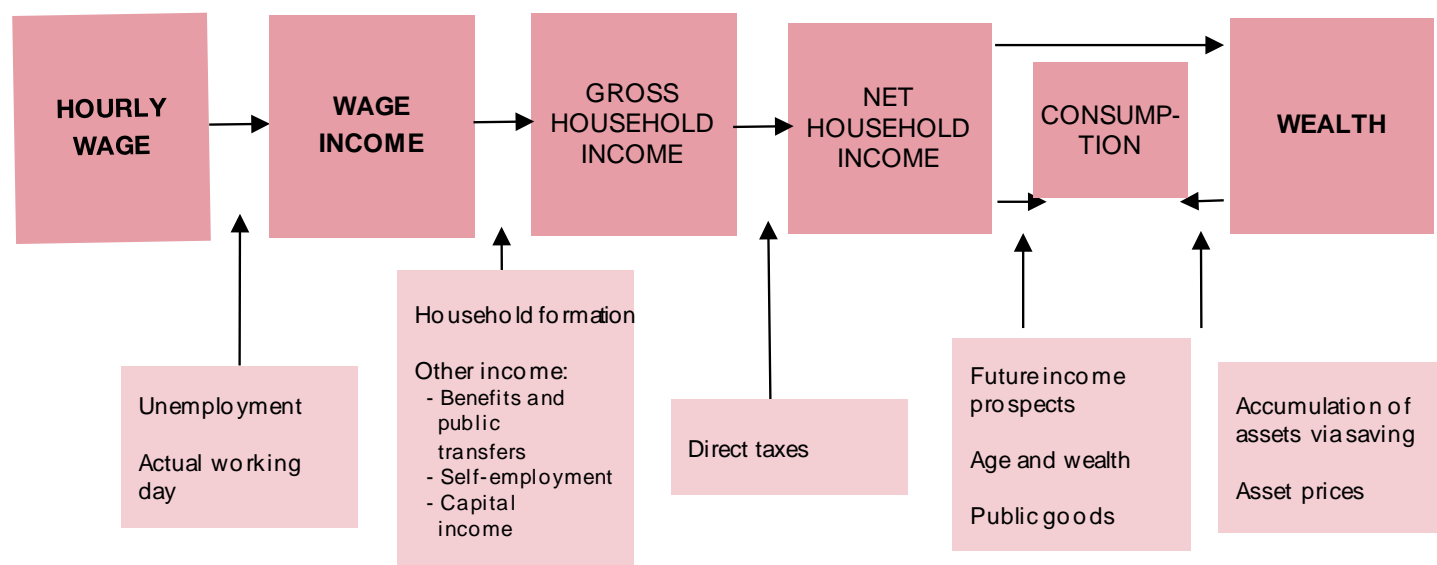 HOURLY
WAGE
WAGE
INCOME
GROSS
HOUSEHOLD
INCOME
NET
HOUSEHOLD
INCOME
CONSUMP-
TION
WEALTH
Unemployment
Actual working
day
Household formation
Other income:
- Benefits and
public
transfers
- Self-employment
- Capital
income
Direct taxes
Future income
prospects
Age and wealth
Public goods
Accumulation of
assets via saving
Asset prices